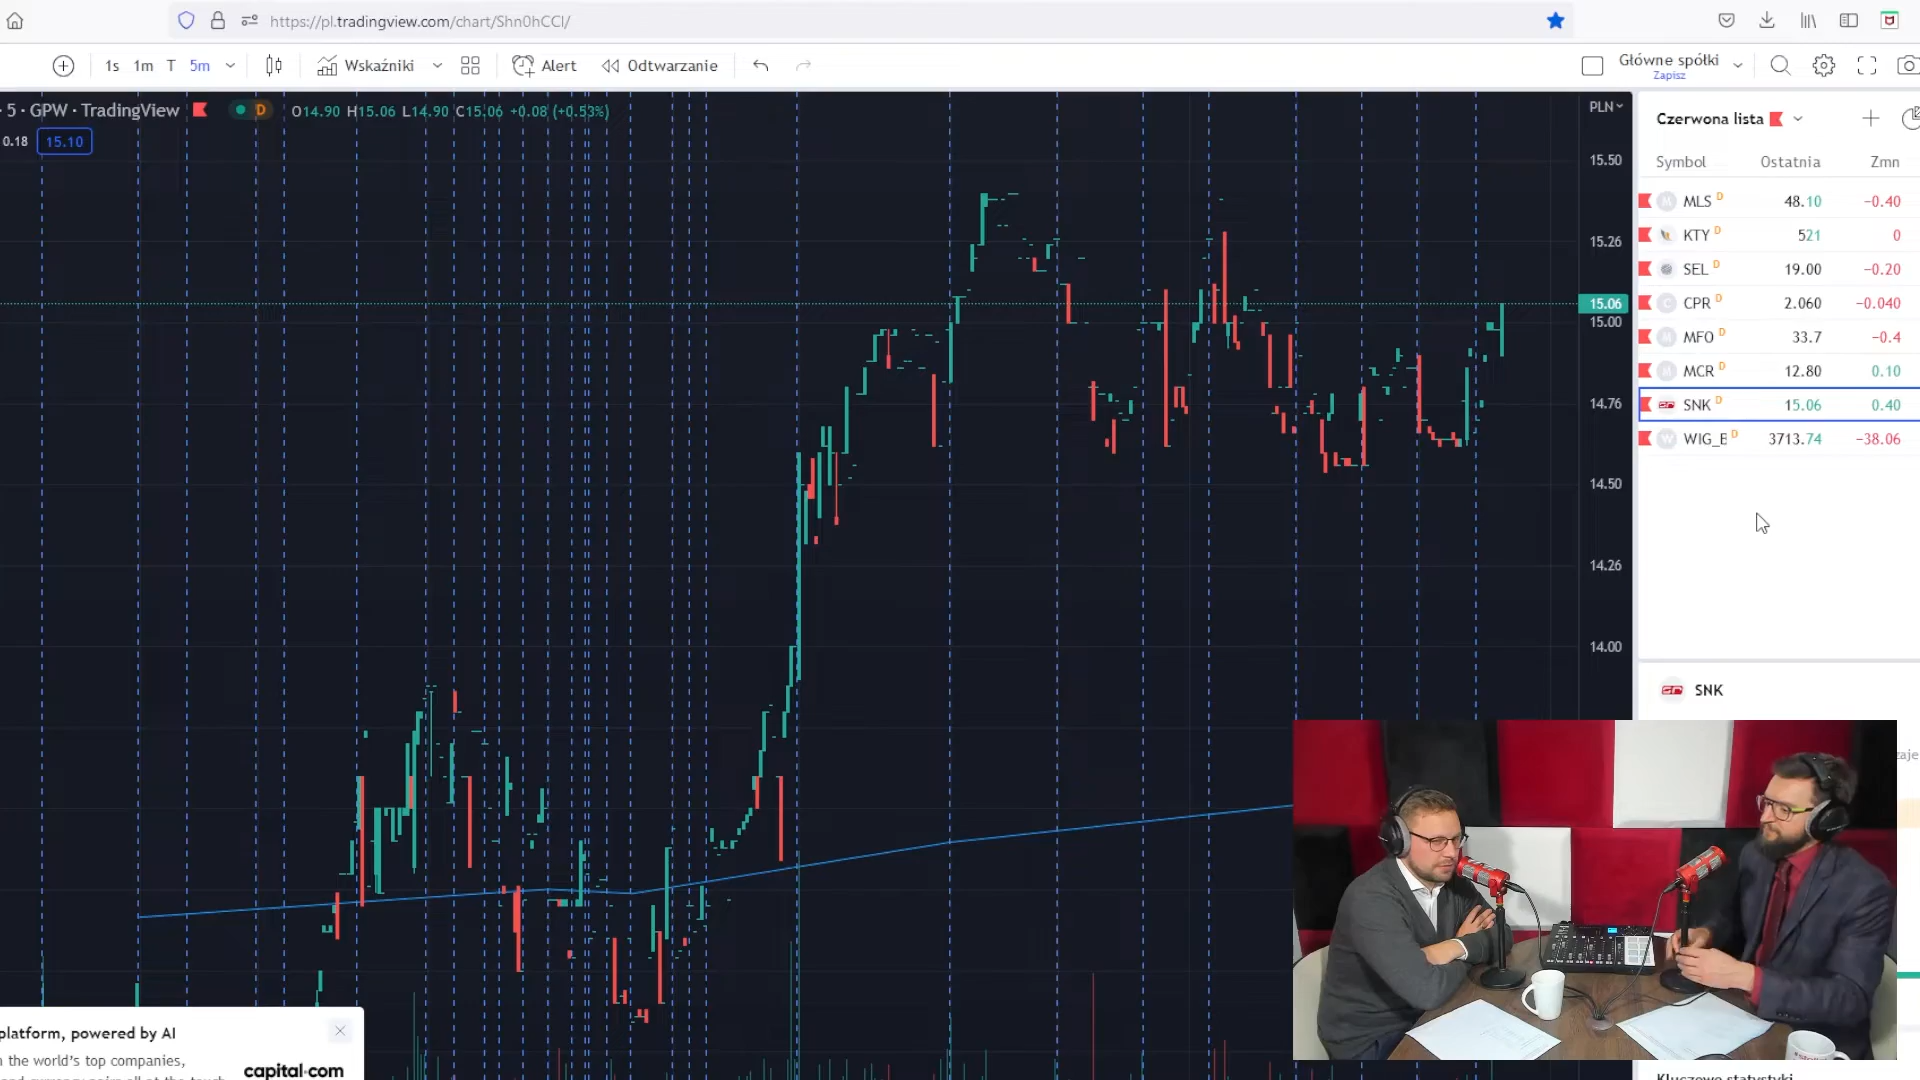 https://pl.tradingview.com/chart/Shn0hCCl/
1s 1m T 5m Wskaźniki Alert Odtwarzanie Główne spółki
Zapisz
· 5 · GPW · TradingView D O14.90 H15.06 L14.90 C15.06 +0.08 (+0.53%)
0.18 15.10
PLN
15.50
15.26
15.06
15.00
14.76
14.50
14.26
14.00
Czerwona lista
Symbol Ostatnia Zmn
M MLS D 48.10 −0.40
KTY D 521 0
SEL D 19.00 −0.20
C CPR D 2.060 −0.040
M MFO D 33.7 −0.4
M MCR D 12.80 0.10
SNK D 15.06 0.40
W WIG_B D 3713.74 −38.06
SNK
platform, powered by AI
the world's top companies,
capital.com
Kluczowe statystyki